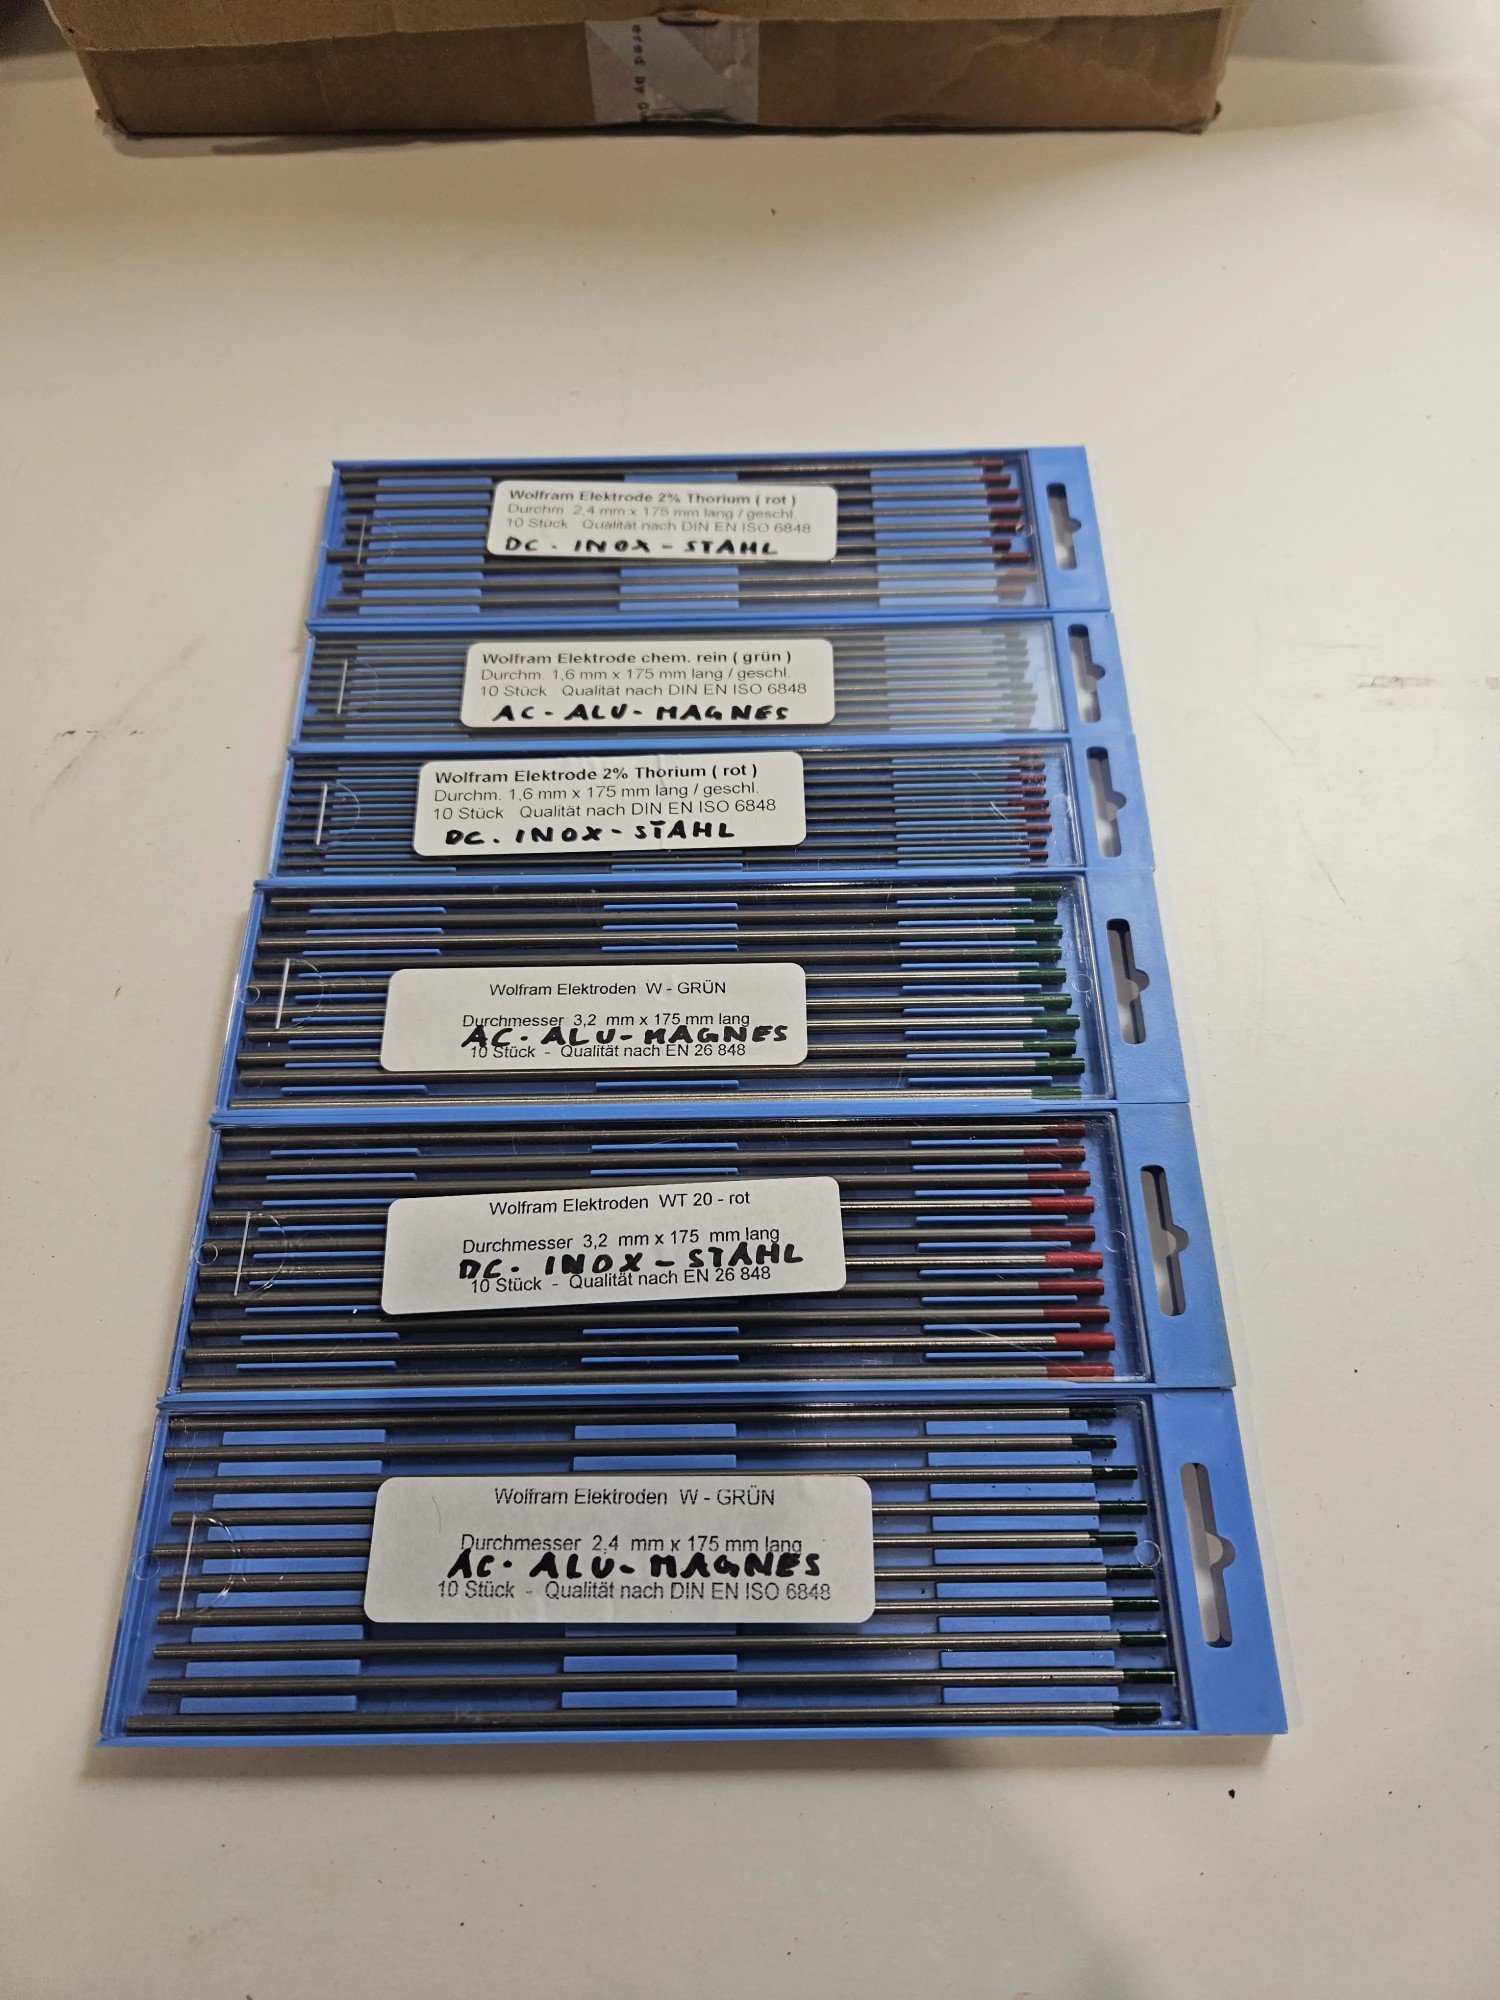 ered by
Wolfram Elektrode 2% Thorium ( rot )
Durchm. 2,4 mm x 175 mm lang / geschl.
10 Stück Qualität nach DIN EN ISO 6848
DC. INOX - STAHL
Wolfram Elektrode chem. rein ( grün )
Durchm. 1,6 mm x 175 mm lang / geschl.
10 Stück Qualität nach DIN EN ISO 6848
AC - ALU - MAGNES
Wolfram Elektrode 2% Thorium ( rot )
Durchm. 1,6 mm x 175 mm lang / geschl.
10 Stück Qualität nach DIN EN ISO 6848
DC. INOX - STAHL
Wolfram Elektroden W - GRÜN
Durchmesser 3,2 mm x 175 mm lang
AC. ALU - MAGNES
10 Stück - Qualität nach EN 26 848
Wolfram Elektroden WT 20 - rot
Durchmesser 3,2 mm x 175 mm lang
DC. INOX - STAHL
10 Stück - Qualität nach EN 26 848
Wolfram Elektroden W - GRÜN
Durchmesser 2,4 mm x 175 mm lang
AC. ALU - MAGNES
10 Stück - Qualität nach DIN EN ISO 6848